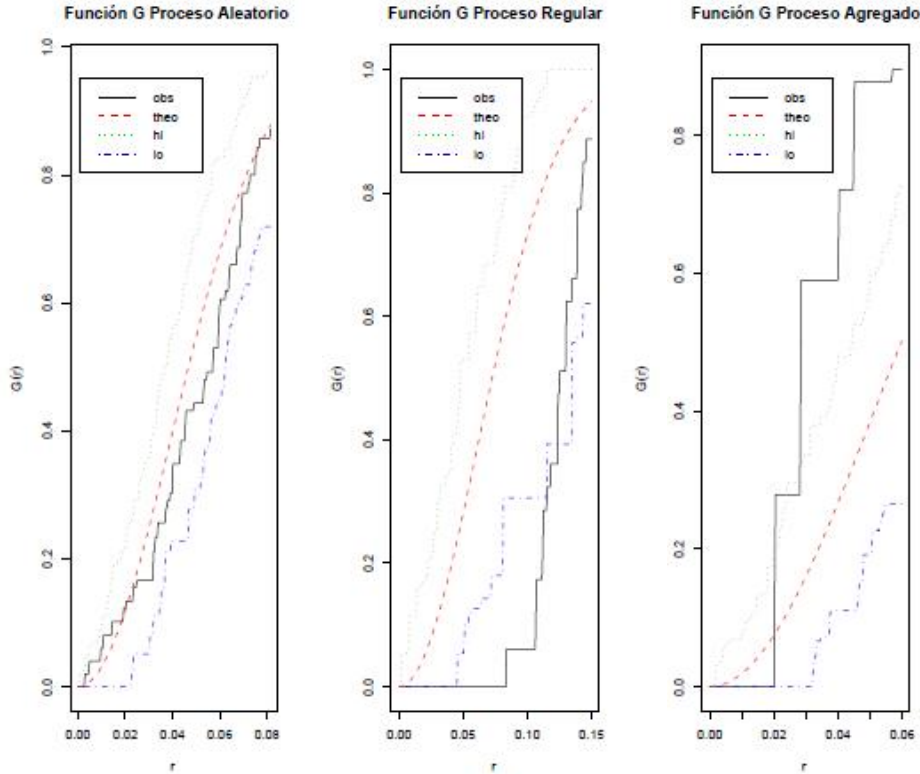 Función G Proceso Aleatorio
G(r)
1.0
0.8
0.6
0.4
0.2
0.0
obs
theo
hi
lo
0.00 0.02 0.04 0.06 0.08
r
Función G Proceso Regular
G(r)
1.0
0.8
0.6
0.4
0.2
0.0
obs
theo
hi
lo
0.00 0.05 0.10 0.15
r
Función G Proceso Agregado
G(r)
0.8
0.6
0.4
0.2
0.0
obs
theo
hi
lo
0.00 0.02 0.04 0.06
r